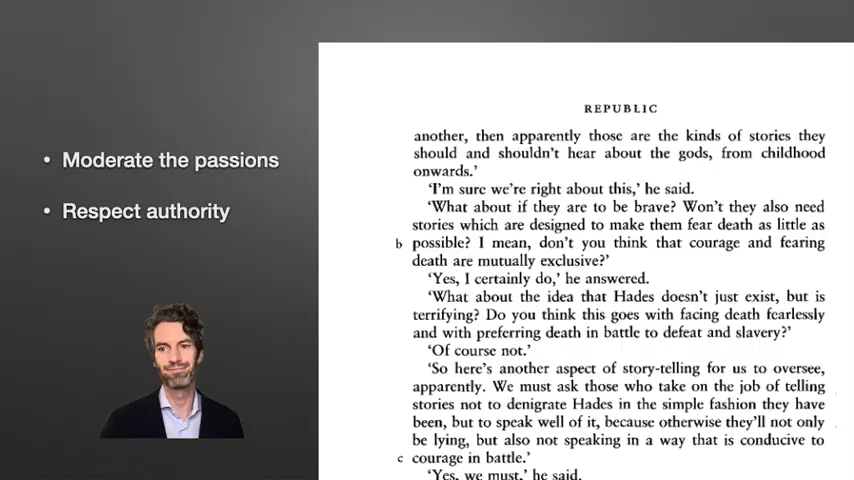 • Moderate the passions
• Respect authority
REPUBLIC
another, then apparently those are the kinds of stories they
should and shouldn't hear about the gods, from childhood
onwards.'
'I'm sure we're right about this,' he said.
'What about if they are to be brave? Won't they also need
stories which are designed to make them fear death as little as
b possible? I mean, don't you think that courage and fearing
death are mutually exclusive?'
'Yes, I certainly do,' he answered.
'What about the idea that Hades doesn't just exist, but is
terrifying? Do you think this goes with facing death fearlessly
and with preferring death in battle to defeat and slavery?'
'Of course not.'
'So here's another aspect of story-telling for us to oversee,
apparently. We must ask those who take on the job of telling
stories not to denigrate Hades in the simple fashion they have
been, but to speak well of it, because otherwise they'll not only
be lying, but also not speaking in a way that is conducive to
c courage in battle.'
'Yes, we must,' he said.